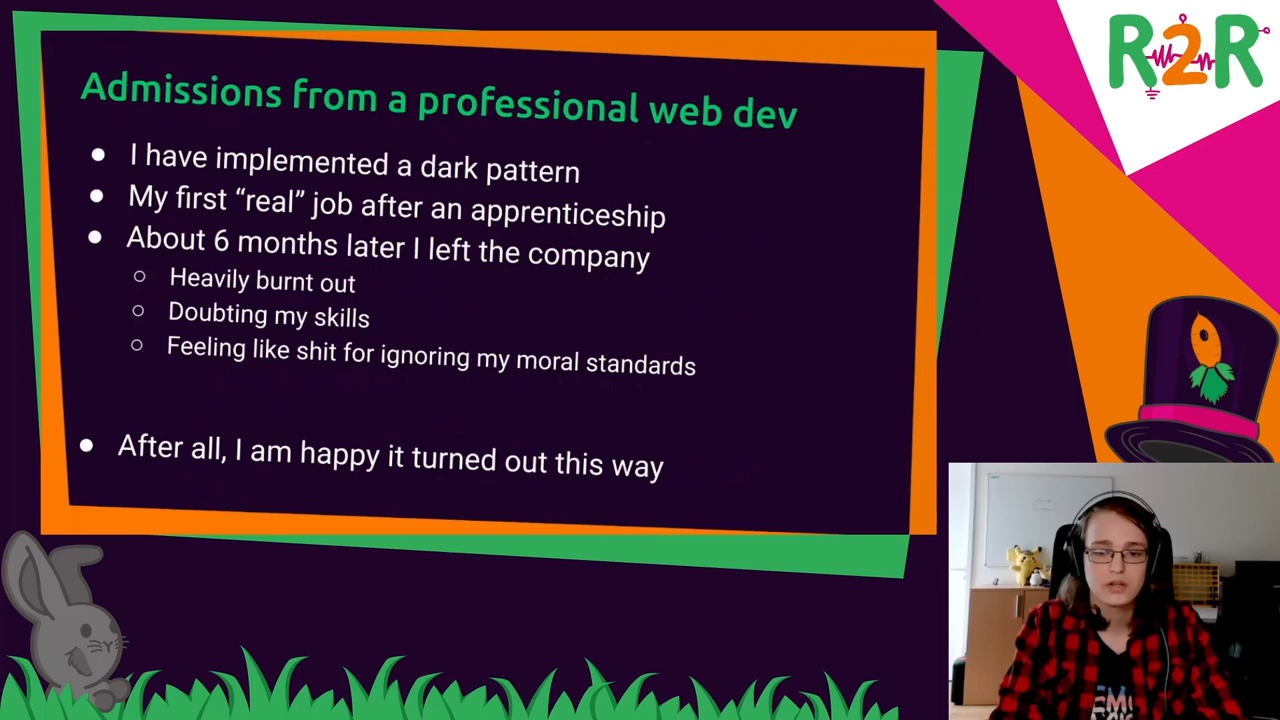 R2R
Admissions from a professional web dev
I have implemented a dark pattern
My first “real” job after an apprenticeship
About 6 months later I left the company
Heavily burnt out
Doubting my skills
Feeling like shit for ignoring my moral standards
After all, I am happy it turned out this way